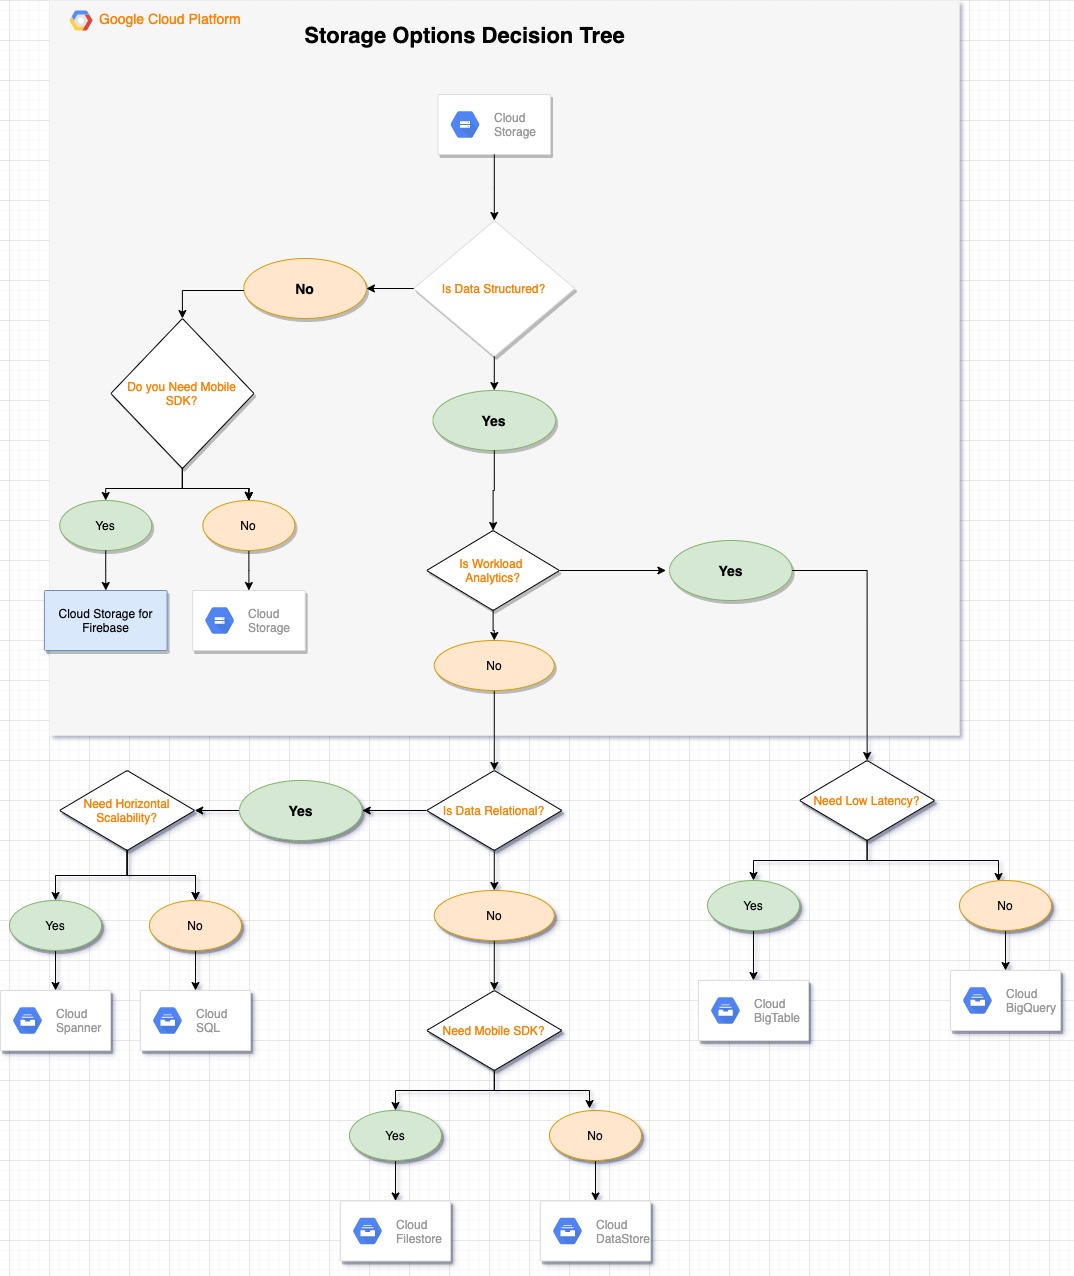 Google Cloud Platform
Storage Options Decision Tree
Cloud
Storage
Is Data Structured?
No
Do you Need Mobile
SDK?
Yes
Yes
No
Is Workload
Analytics?
Yes
Cloud Storage for
Firebase
Cloud
Storage
No
Need Horizontal
Scalability?
Yes
Is Data Relational?
Need Low Latency?
Yes
No
No
Yes
No
Cloud
Spanner
Cloud
SQL
Need Mobile SDK?
Cloud
BigTable
Cloud
BigQuery
Yes
No
Cloud
Filestore
Cloud
DataStore